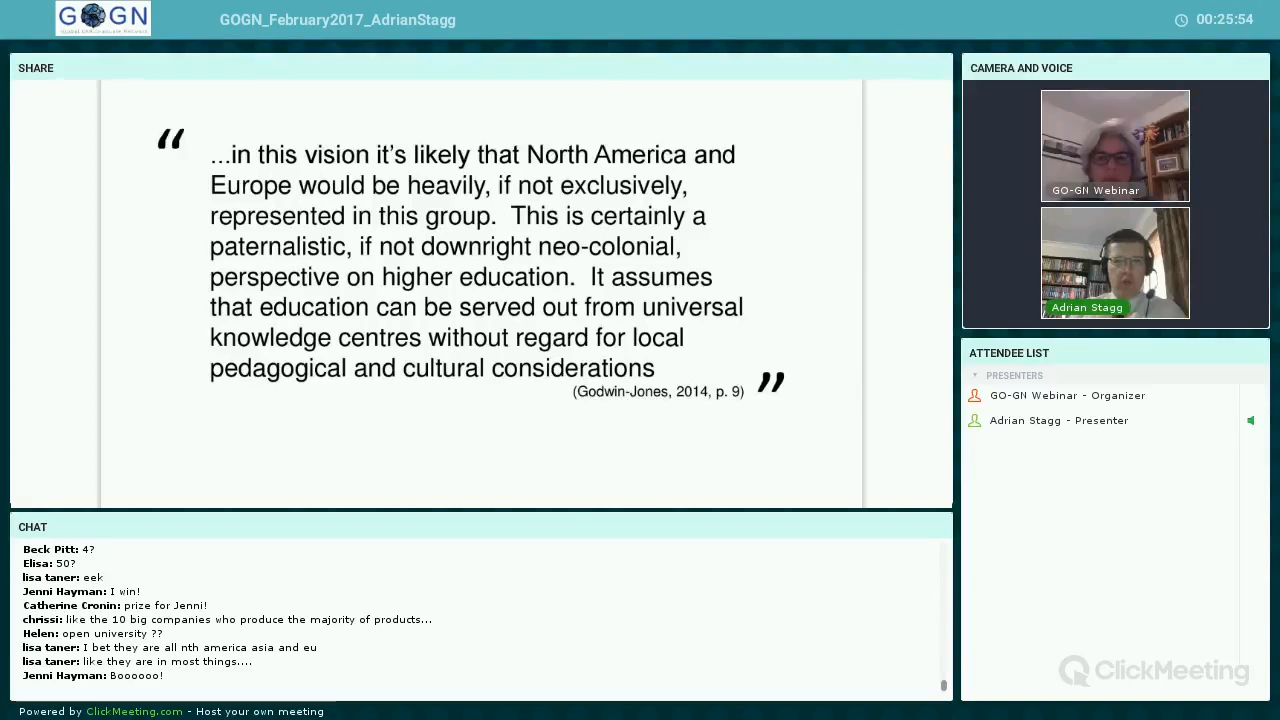 GOGN
Global OER Graduate Network
GOGN_February2017_AdrianStagg
00:25:54
SHARE
“
...in this vision it’s likely that North America and
Europe would be heavily, if not exclusively,
represented in this group.  This is certainly a
paternalistic, if not downright neo-colonial,
perspective on higher education.  It assumes
that education can be served out from universal
knowledge centres without regard for local
pedagogical and cultural considerations
(Godwin-Jones, 2014, p. 9)
”
CAMERA AND VOICE
GO-GN Webinar
Adrian Stagg
ATTENDEE LIST
PRESENTERS
GO-GN Webinar - Organizer
Adrian Stagg - Presenter
CHAT
Beck Pitt: 4?
Elisa: 50?
lisa taner: eek
Jenni Hayman: I win!
Catherine Cronin: prize for Jenni!
chrissi: like the 10 big companies who produce the majority of products...
Helen: open university ??
lisa taner: I bet they are all nth america asia and eu
lisa taner: like they are in most things....
Jenni Hayman: Boooooo!
ClickMeeting
Powered by ClickMeeting.com - Host your own meeting